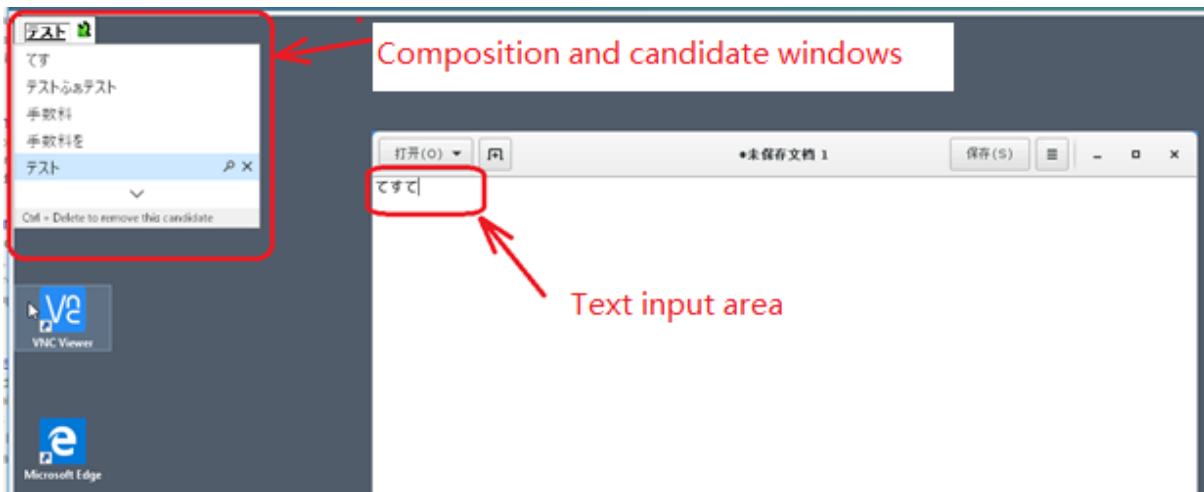 テスト
てす
テストふぁテスト
手数料
手数料を
テスト
Ctrl + Delete to remove this candidate
Composition and candidate windows
打开(O)
•未保存文档 1
保存(S)
てすて
Text input area
VNC Viewer
Microsoft Edge